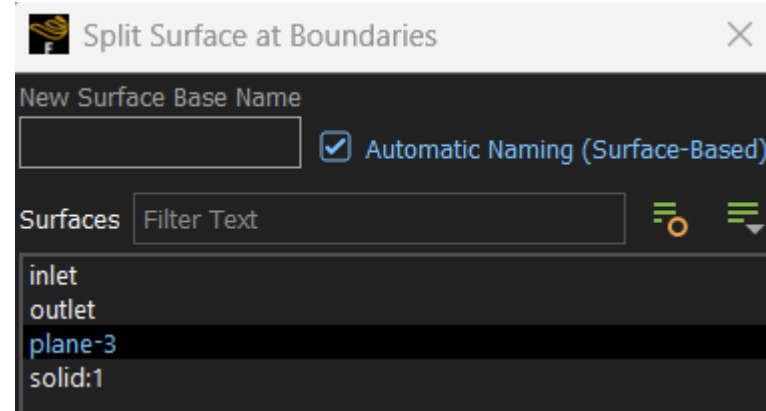 F
Split Surface at Boundaries
New Surface Base Name
Automatic Naming (Surface-Based)
Surfaces Filter Text
inlet
outlet
plane-3
solid:1